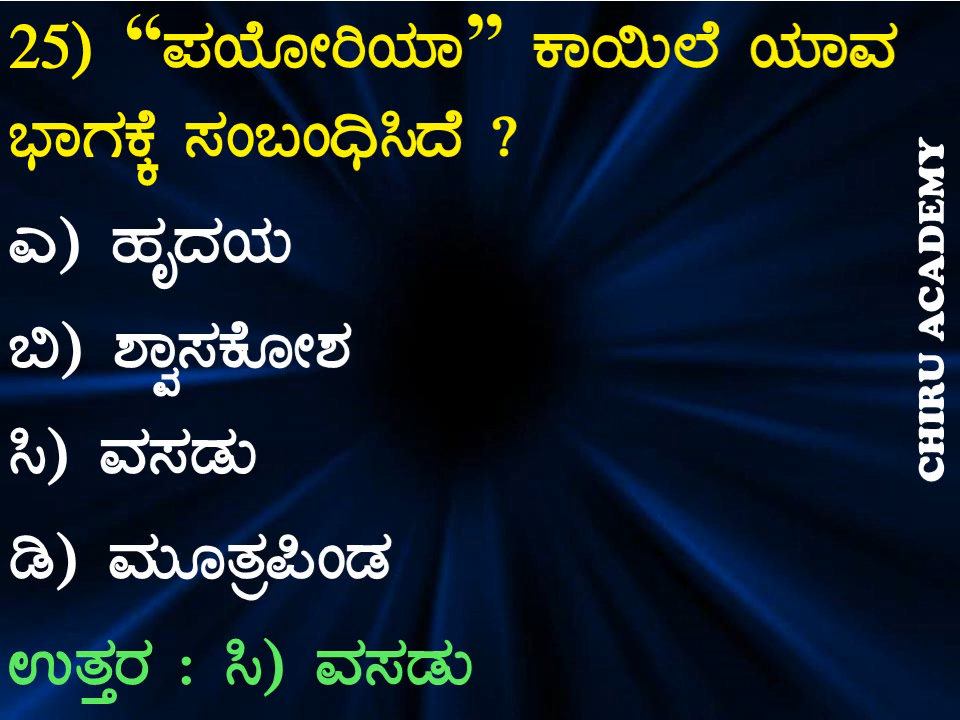 25) “ಪಯೋರಿಯಾ” ಕಾಯಿಲೆ ಯಾವ
ಭಾಗಕ್ಕೆ ಸಂಬಂಧಿಸಿದೆ ?
ಎ) ಹೃದಯ
ಬಿ) ಶ್ವಾಸಕೋಶ
ಸಿ) ವಸಡು
ಡಿ) ಮೂತ್ರಪಿಂಡ
ಉತ್ತರ : ಸಿ) ವಸಡು
CHIRU ACADEMY